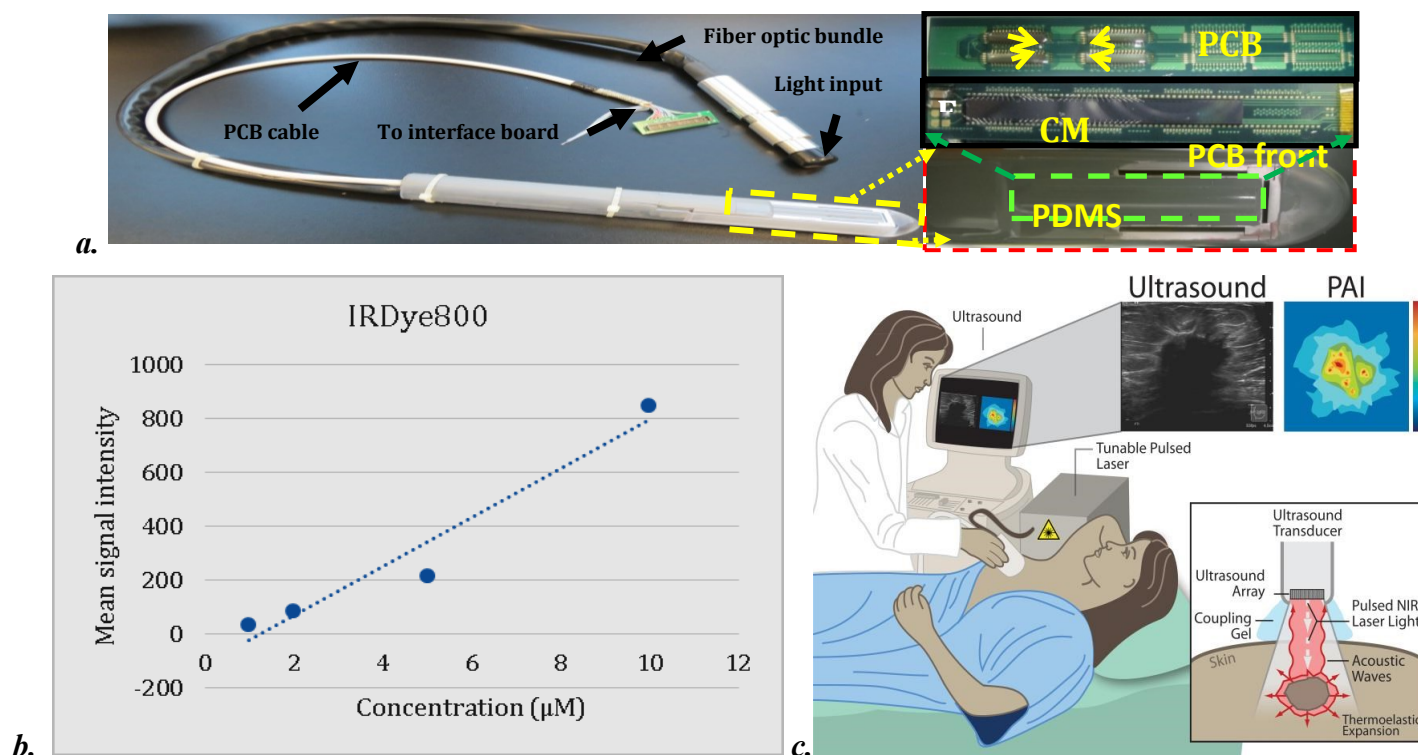 Fiber optic bundle
Light input
PCB cable
To interface board
PCB
CM
PCB front
PDMS
a.
IRDye800
Mean signal intensity
1000
800
600
400
200
0
-200
0 2 4 6 8 10 12
Concentration (µM)
b.
Ultrasound PAI
Ultrasound
Tunable Pulsed
Laser
Ultrasound
Transducer
Ultrasound
Array
Coupling
Gel
Pulsed NIR
Laser Light
Skin
Acoustic
Waves
Thermoelastic
Expansion
c.